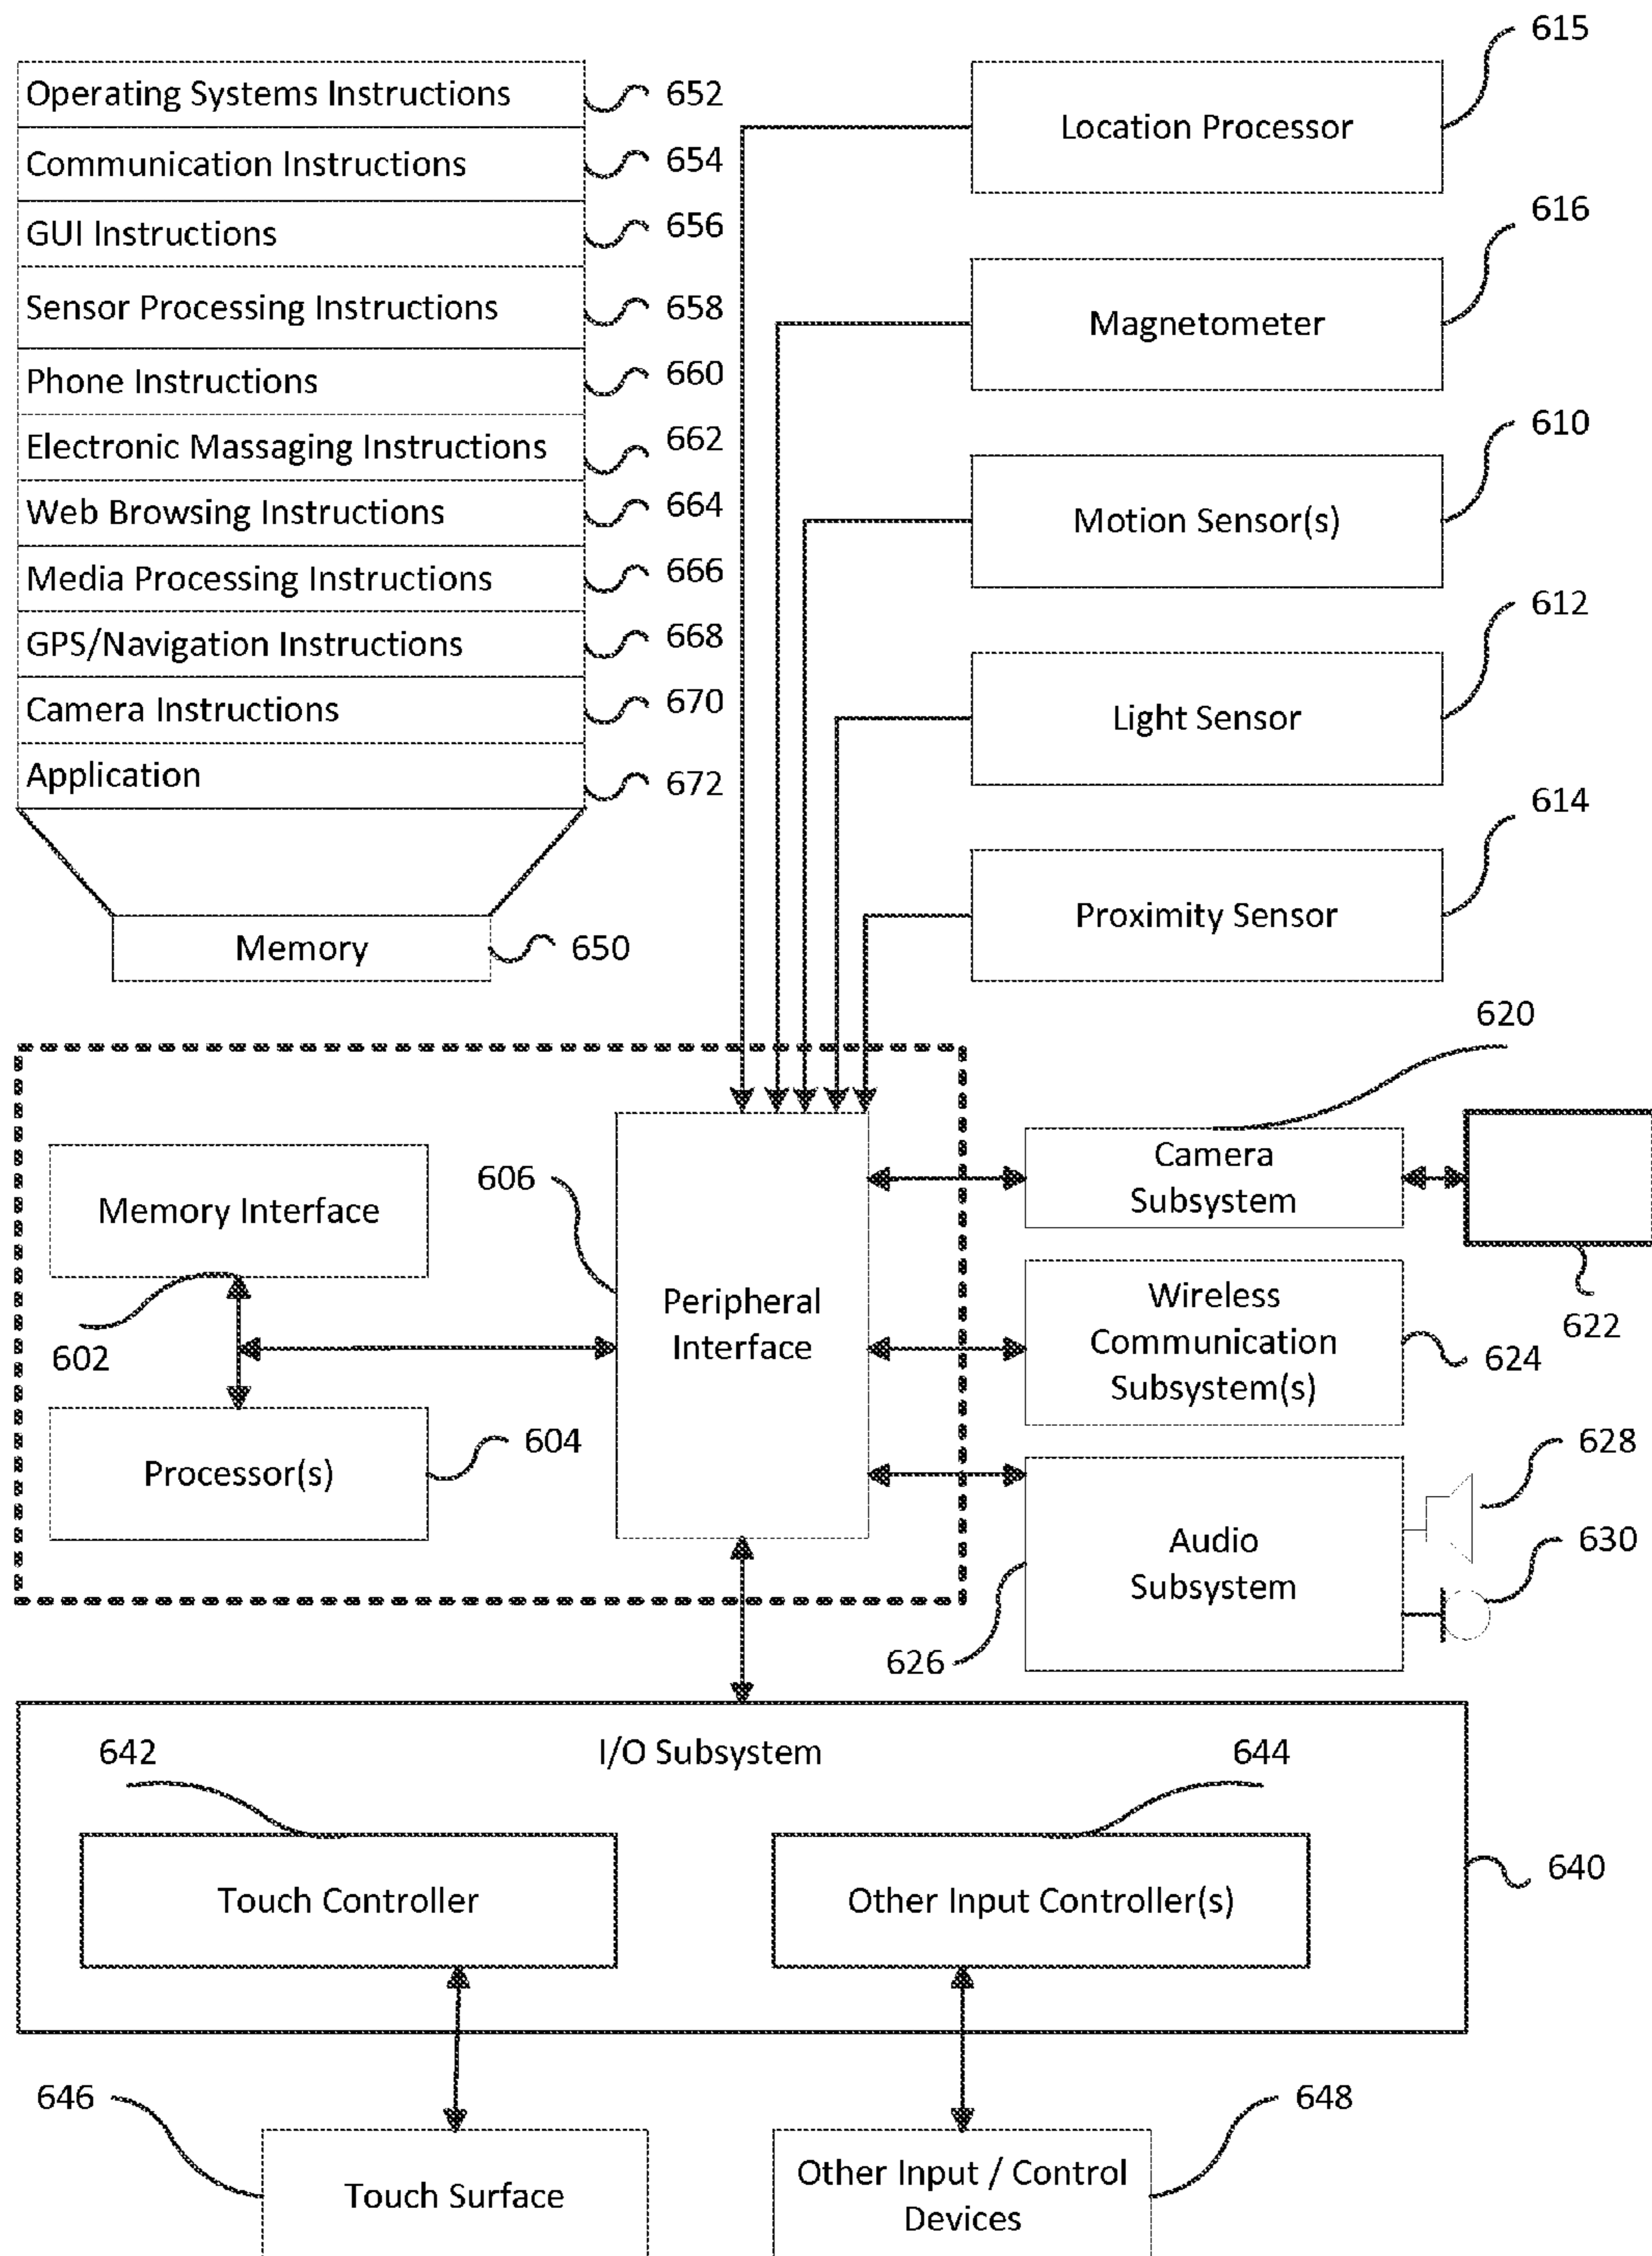 Operating Systems Instructions 652
Communication Instructions 654
GUI Instructions 656
Sensor Processing Instructions 658
Phone Instructions 660
Electronic Massaging Instructions 662
Web Browsing Instructions 664
Media Processing Instructions 666
GPS/Navigation Instructions 668
Camera Instructions 670
Application 672
Memory 650
615
Location Processor
616
Magnetometer
610
Motion Sensor(s)
612
Light Sensor
614
Proximity Sensor
620
Memory Interface
602
606
Peripheral
Interface
Processor(s) 604
Camera
Subsystem
622
Wireless
Communication
Subsystem(s)
624
628
630
Audio
Subsystem
626
642
I/O Subsystem
644
640
Touch Controller
Other Input Controller(s)
646
Touch Surface
648
Other Input / Control
Devices